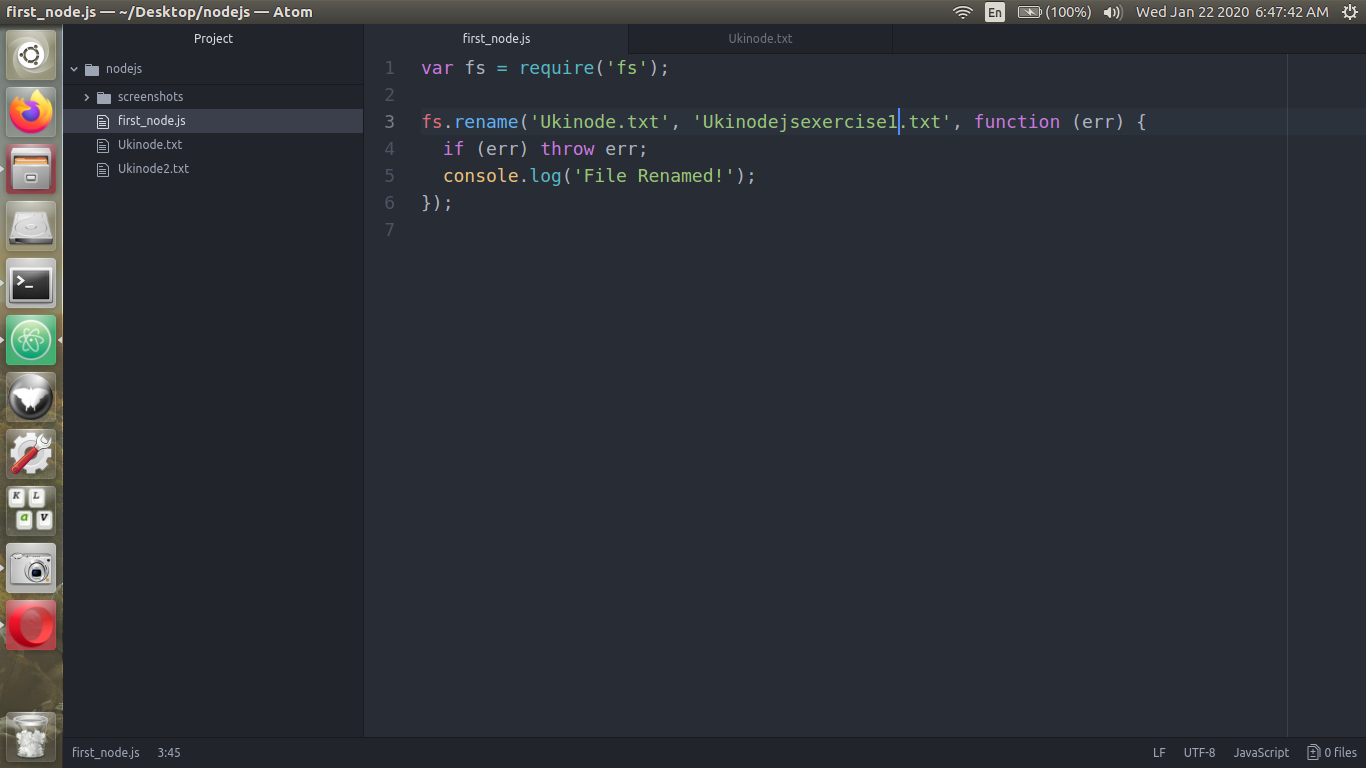 first_node.js — ~/Desktop/nodejs — Atom
En (100%) Wed Jan 22 2020 6:47:42 AM
Project
nodejs
screenshots
first_node.js
Ukinode.txt
Ukinode2.txt
first_node.js Ukinode.txt
1 var fs = require('fs');
2
3 fs.rename('Ukinode.txt', 'Ukinodejsexercise1.txt', function (err) {
4   if (err) throw err;
5   console.log('File Renamed!');
6 });
7
K L
a v
first_node.js 3:45
LF UTF-8 JavaScript 0 files